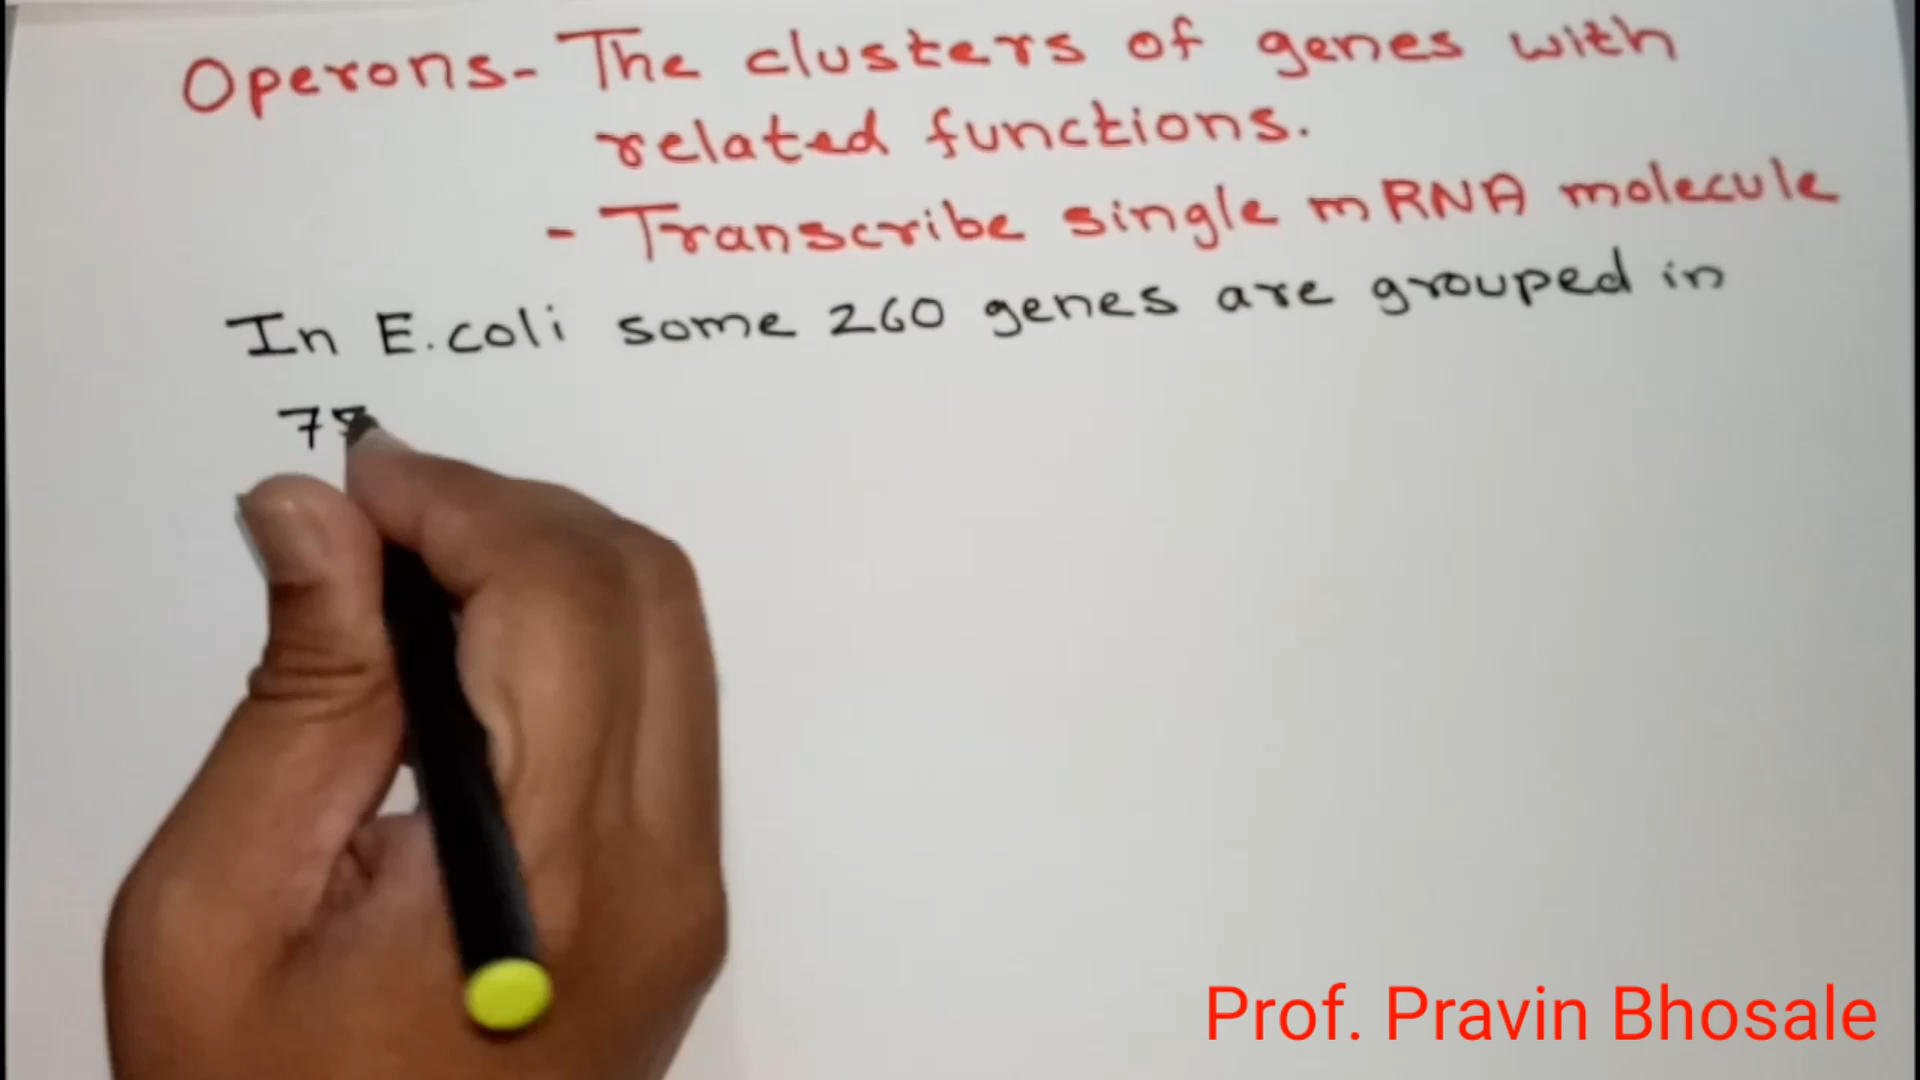 Operons- The clusters of genes with
related functions.
- Transcribe single mRNA molecule
In E.coli some 260 genes are grouped in
Prof. Pravin Bhosale